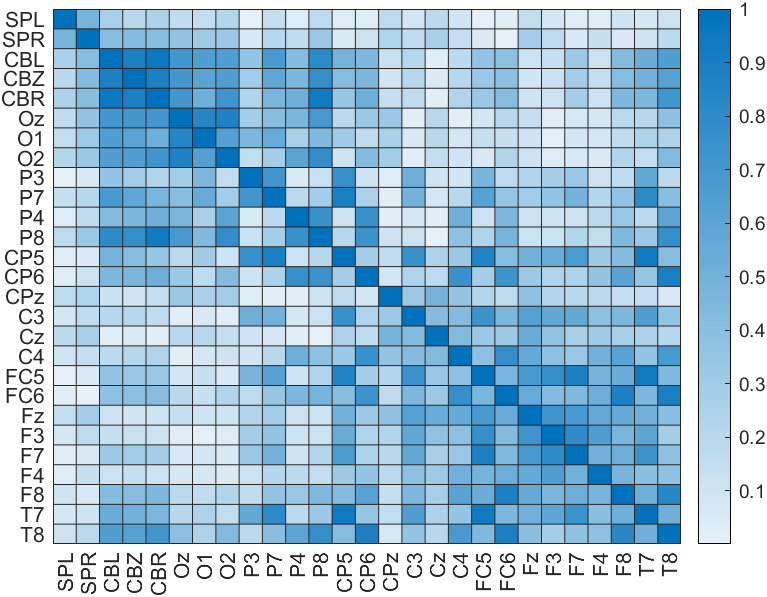 SPL
SPR
CBL
CBZ
CBR
Oz
O1
O2
P3
P7
P4
P8
CP5
CP6
CPz
C3
Cz
C4
FC5
FC6
Fz
F3
F7
F4
F8
T7
T8
SPL SPR CBL CBZ CBR Oz O1 O2 P3 P7 P4 P8 CP5 CP6 CPz C3 Cz C4 FC5 FC6 Fz F3 F7 F4 F8 T7 T8
1
0.9
0.8
0.7
0.6
0.5
0.4
0.3
0.2
0.1